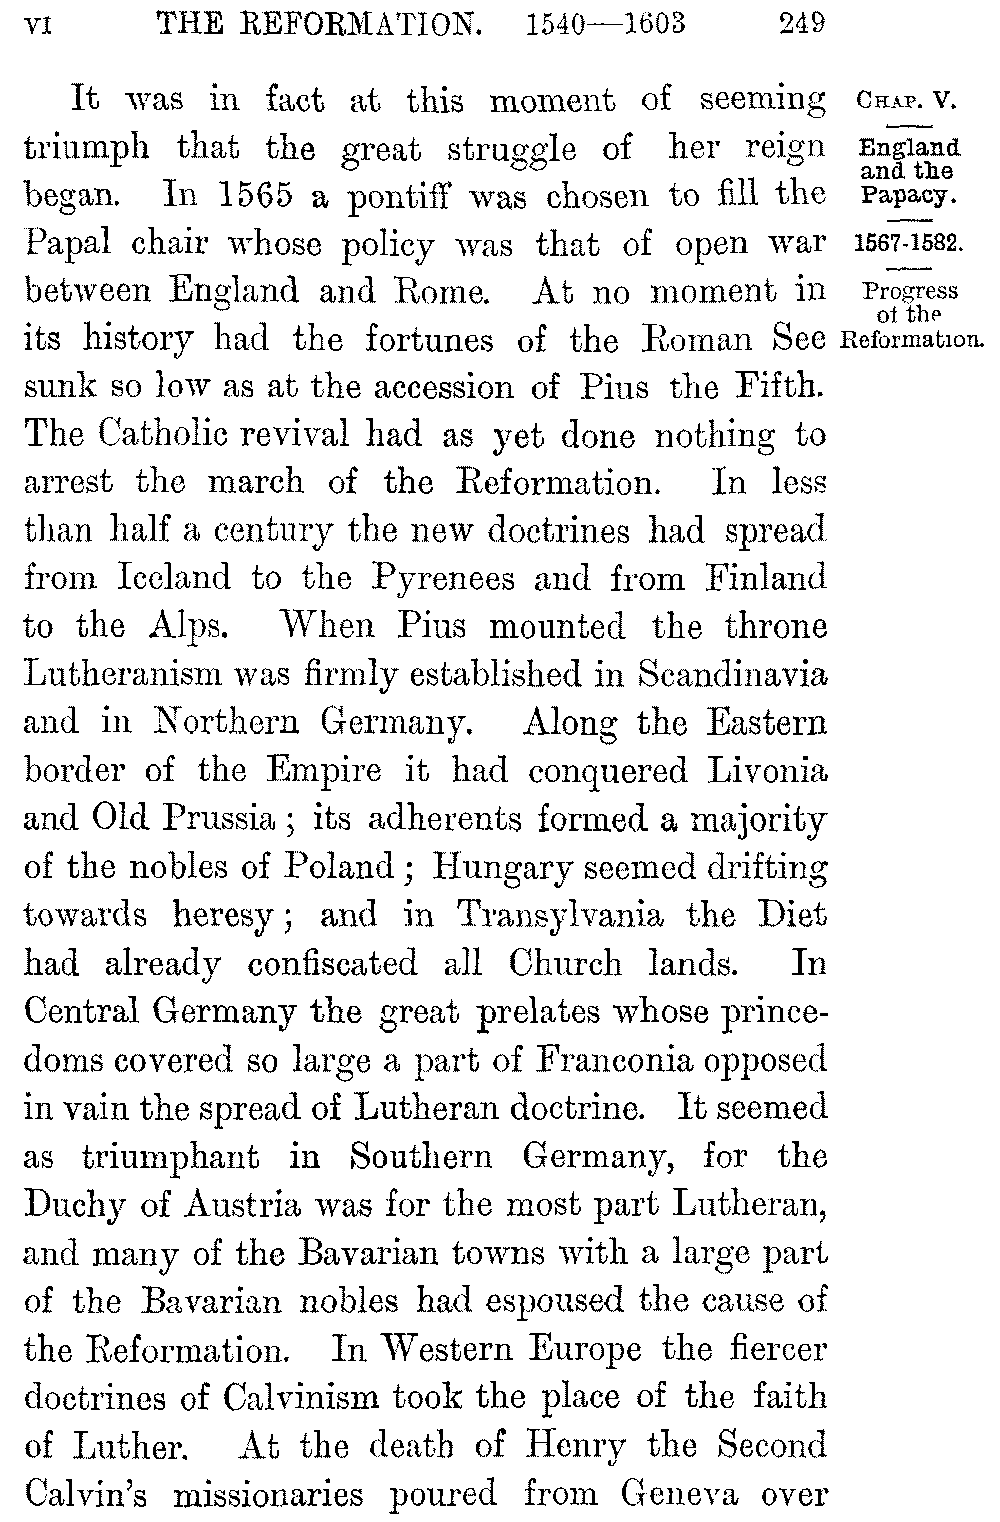 VI THE REFORMATION. 1540—1603 249
It was in fact at this moment of seeming
triumph that the great struggle of her reign
began. In 1565 a pontiff was chosen to fill the
Papal chair whose policy was that of open war
between England and Rome. At no moment in
its history had the fortunes of the Roman See
sunk so low as at the accession of Pius the Fifth.
The Catholic revival had as yet done nothing to
arrest the march of the Reformation. In less
than half a century the new doctrines had spread
from Iceland to the Pyrenees and from Finland
to the Alps. When Pius mounted the throne
Lutheranism was firmly established in Scandinavia
and in Northern Germany. Along the Eastern
border of the Empire it had conquered Livonia
and Old Prussia; its adherents formed a majority
of the nobles of Poland; Hungary seemed drifting
towards heresy; and in Transylvania the Diet
had already confiscated all Church lands. In
Central Germany the great prelates whose prince-
doms covered so large a part of Franconia opposed
in vain the spread of Lutheran doctrine. It seemed
as triumphant in Southern Germany, for the
Duchy of Austria was for the most part Lutheran,
and many of the Bavarian towns with a large part
of the Bavarian nobles had espoused the cause of
the Reformation. In Western Europe the fiercer
doctrines of Calvinism took the place of the faith
of Luther. At the death of Henry the Second
Calvin's missionaries poured from Geneva over
CHAP. V.
England
and the
Papacy.
1567-1582.
Progress
of the
Reformation.